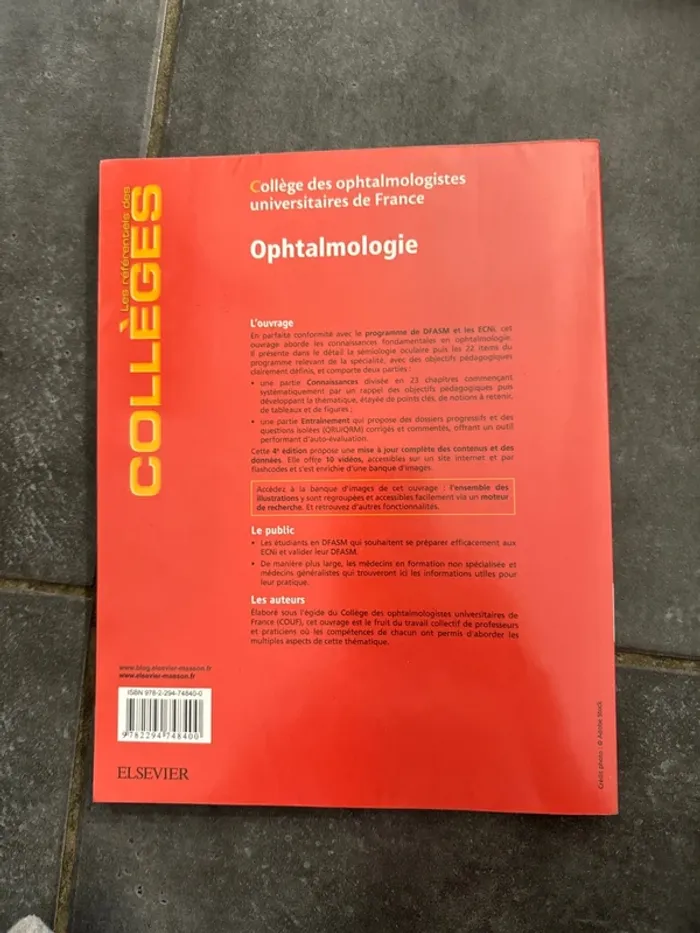 Les référentiels des
COLLÈGES
Collège des ophtalmologistes
universitaires de France
Ophtalmologie
L'ouvrage
En parfaite conformité avec le programme de DFASM et les ECNi, cet
ouvrage aborde les connaissances fondamentales en ophtalmologie.
Il présente dans le détail la sémiologie oculaire puis les 22 items du
programme relevant de la spécialité, avec des objectifs pédagogiques
clairement définis, et comporte deux parties :
• une partie Connaissances divisée en 23 chapitres commençant
systématiquement par un rappel des objectifs pédagogiques puis
développant la thématique, étayée de points clés, de notions à retenir,
de tableaux et de figures ;
• une partie Entraînement qui propose des dossiers progressifs et des
questions isolées (QRU/QRM) corrigés et commentés, offrant un outil
performant d'auto-évaluation.
Cette 4e édition propose une mise à jour complète des contenus et des
données. Elle offre 10 vidéos, accessibles sur un site internet et par
flashcodes et s'est enrichie d'une banque d'images.
Accédez à la banque d'images de cet ouvrage : l'ensemble des
illustrations y sont regroupées et accessibles facilement via un moteur
de recherche. Et retrouvez d'autres fonctionnalités.
Le public
• Les étudiants en DFASM qui souhaitent se préparer efficacement aux
ECNi et valider leur DFASM.
• De manière plus large, les médecins en formation non spécialisée et
médecins généralistes qui trouveront ici les informations utiles pour
leur pratique.
Les auteurs
Élaboré sous l'égide du Collège des ophtalmologistes universitaires de
France (COUF), cet ouvrage est le fruit du travail collectif de professeurs
et praticiens où les compétences de chacun ont permis d'aborder les
multiples aspects de cette thématique.
www.blog.elsevier-masson.fr
www.elsevier-masson.fr
ISBN 978-2-294-74840-0
9782294748400
ELSEVIER
Crédit photo : © Adobe Stock